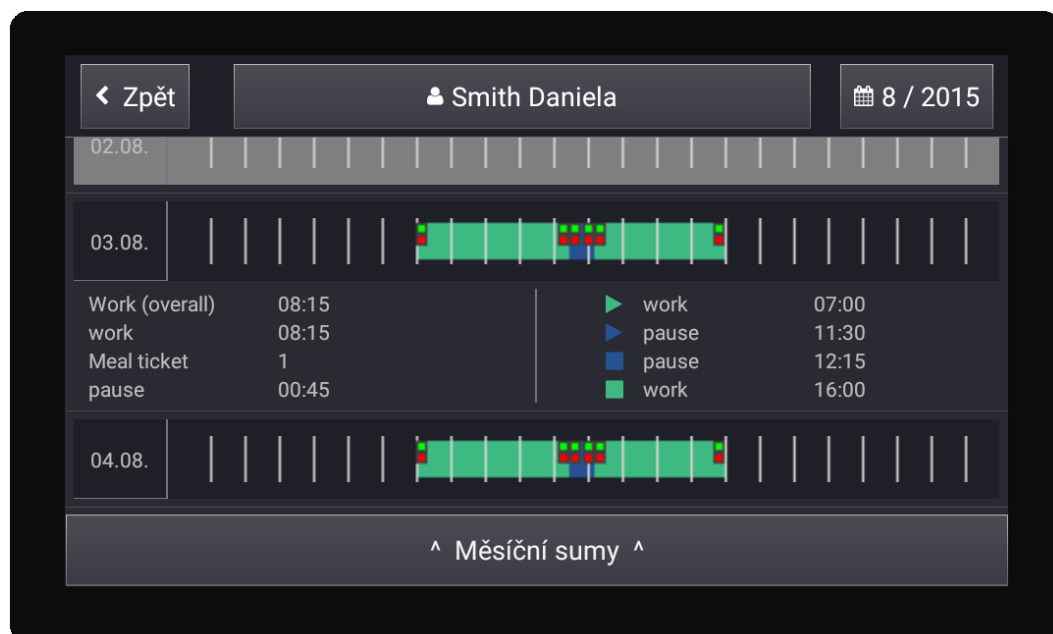 Zpět
Smith Daniela
8 / 2015
02.08.
03.08.
Work (overall) 08:15
work 08:15
Meal ticket 1
pause 00:45
work 07:00
pause 11:30
pause 12:15
work 16:00
04.08.
^ Měsíční sumy ^